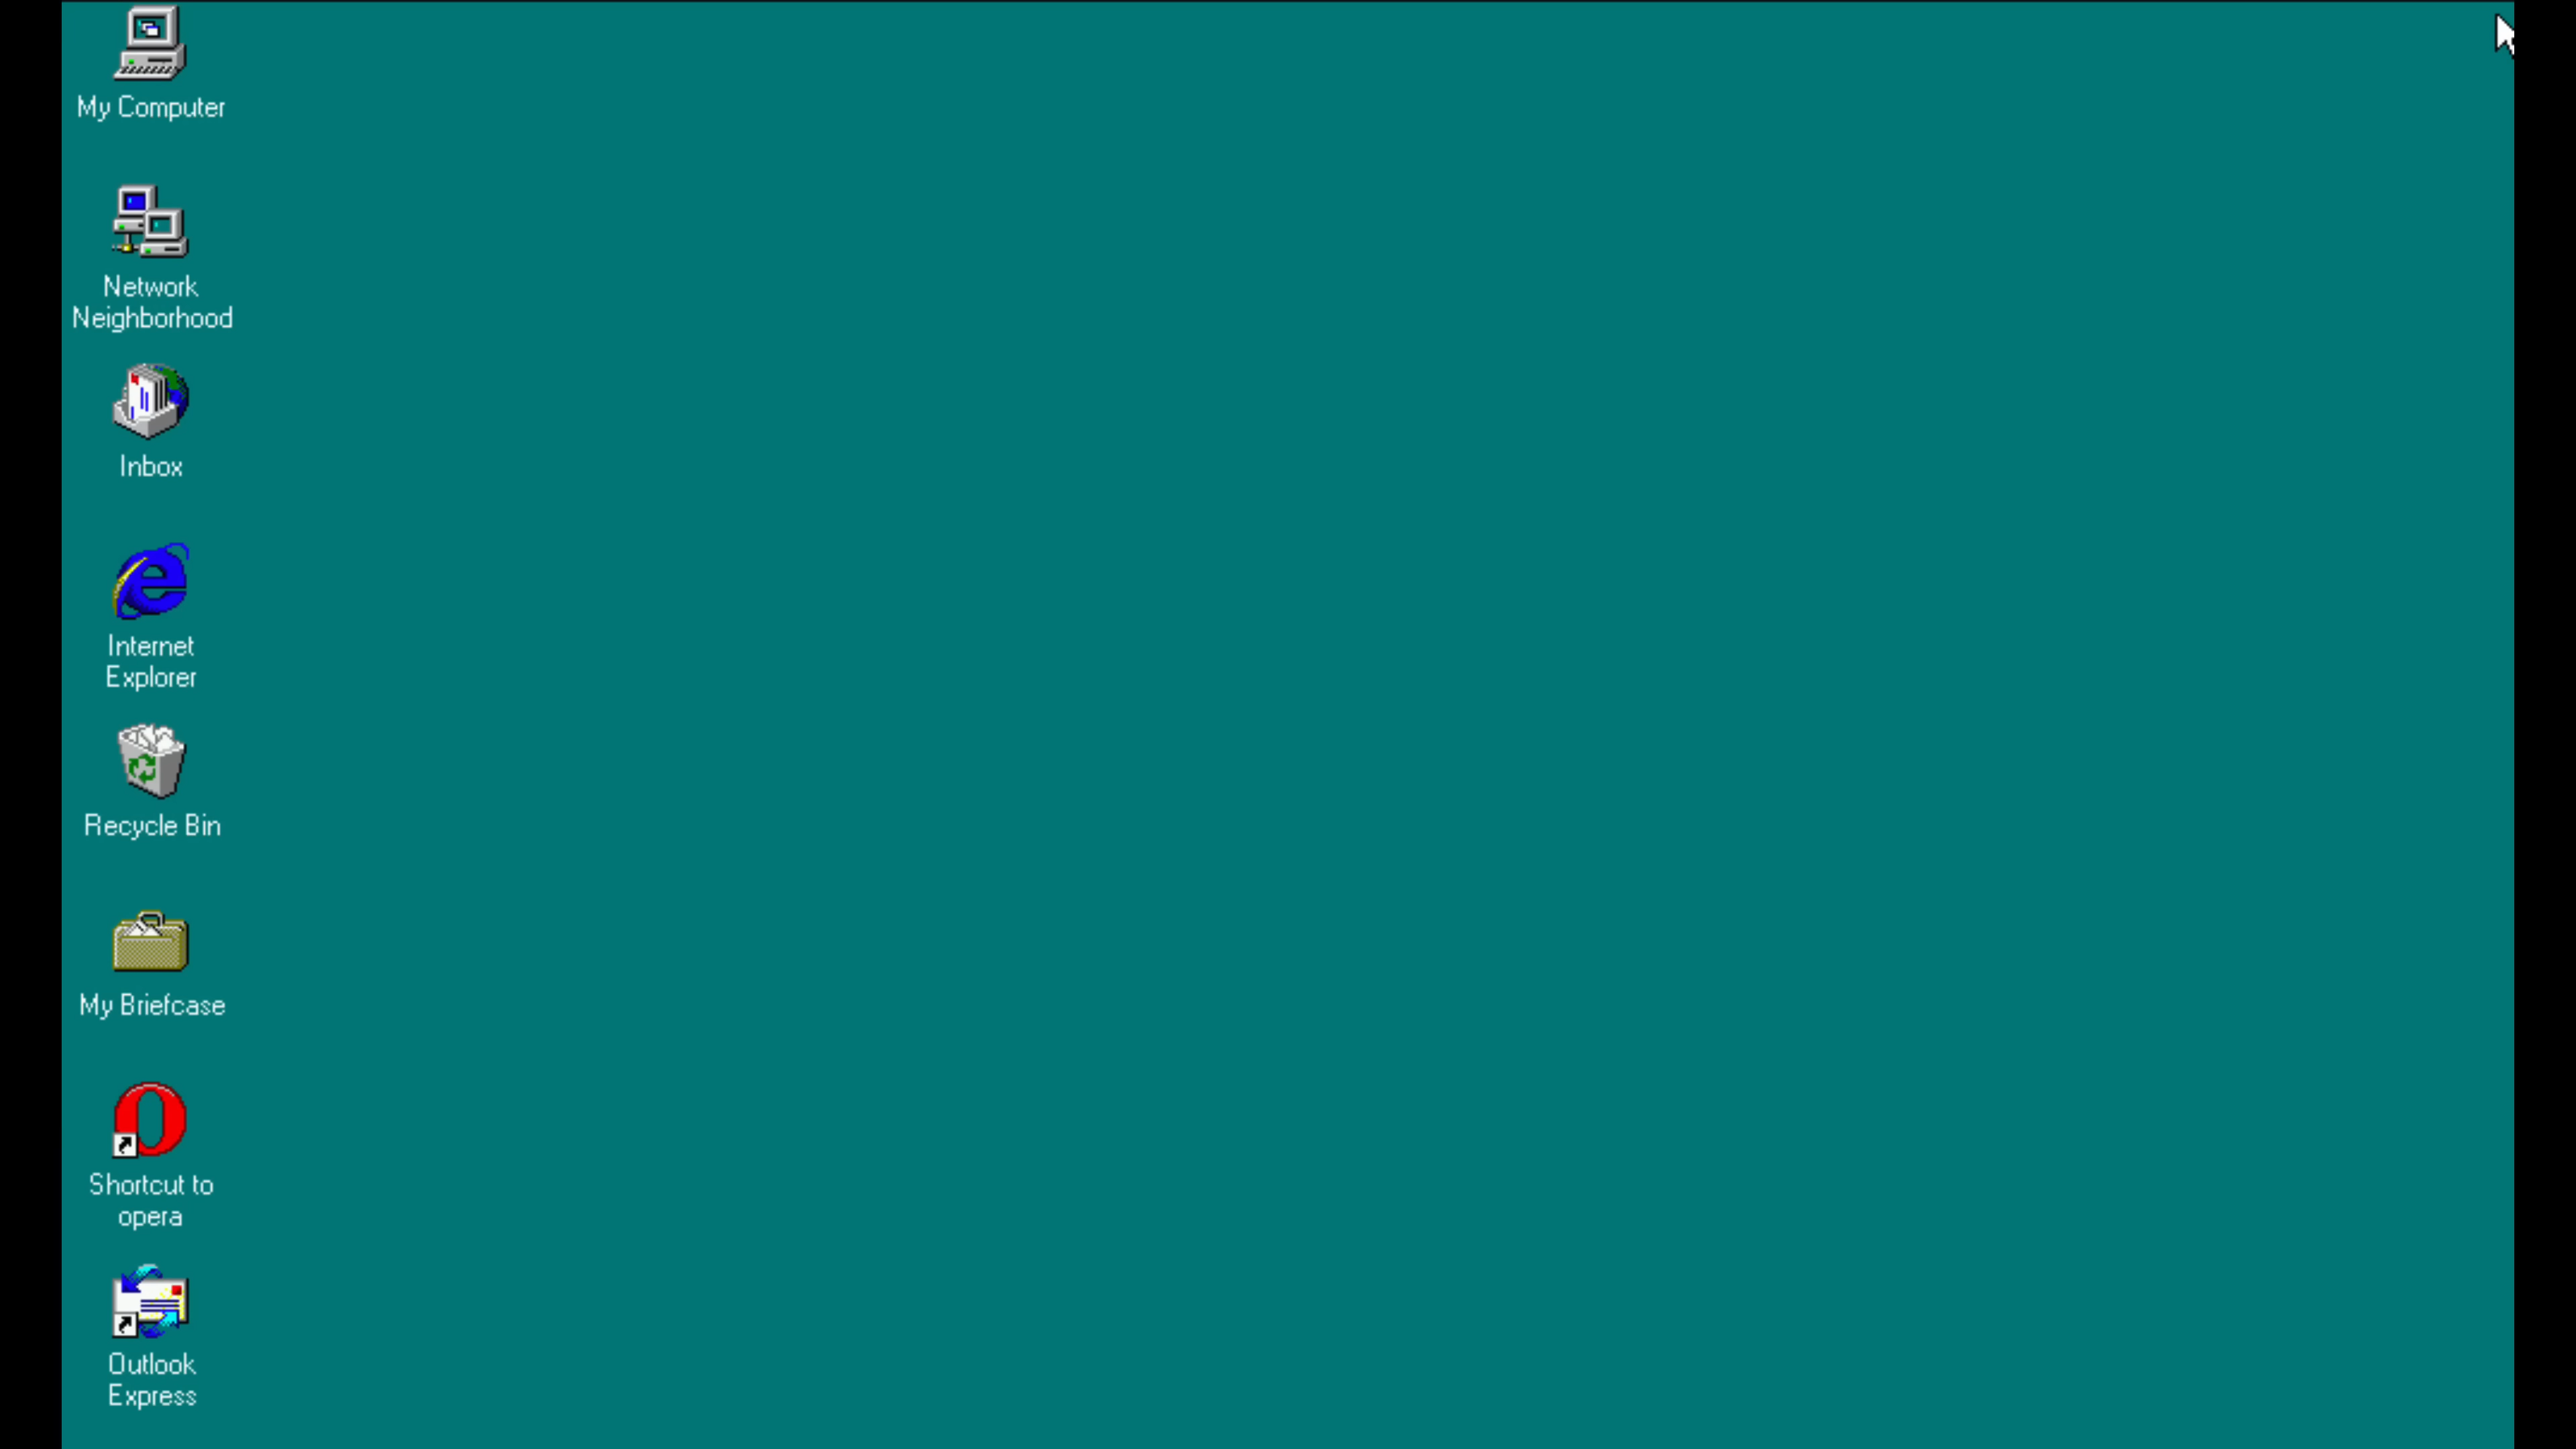 My Computer
Network
Neighborhood
Inbox
Internet
Explorer
Recycle Bin
My Briefcase
Shortcut to
opera
Outlook
Express